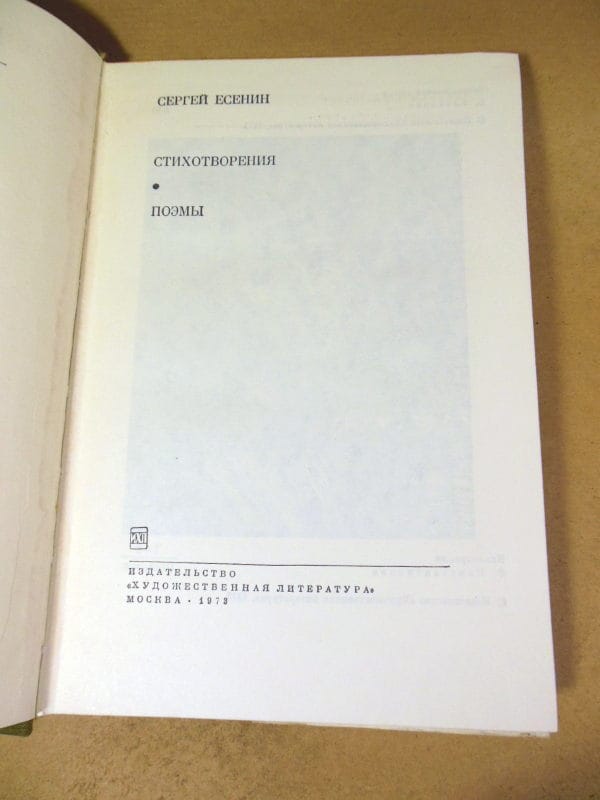 СЕРГЕЙ ЕСЕНИН
СТИХОТВОРЕНИЯ
•
ПОЭМЫ
ИЗДАТЕЛЬСТВО
«ХУДОЖЕСТВЕННАЯ ЛИТЕРАТУРА»
МОСКВА · 1973